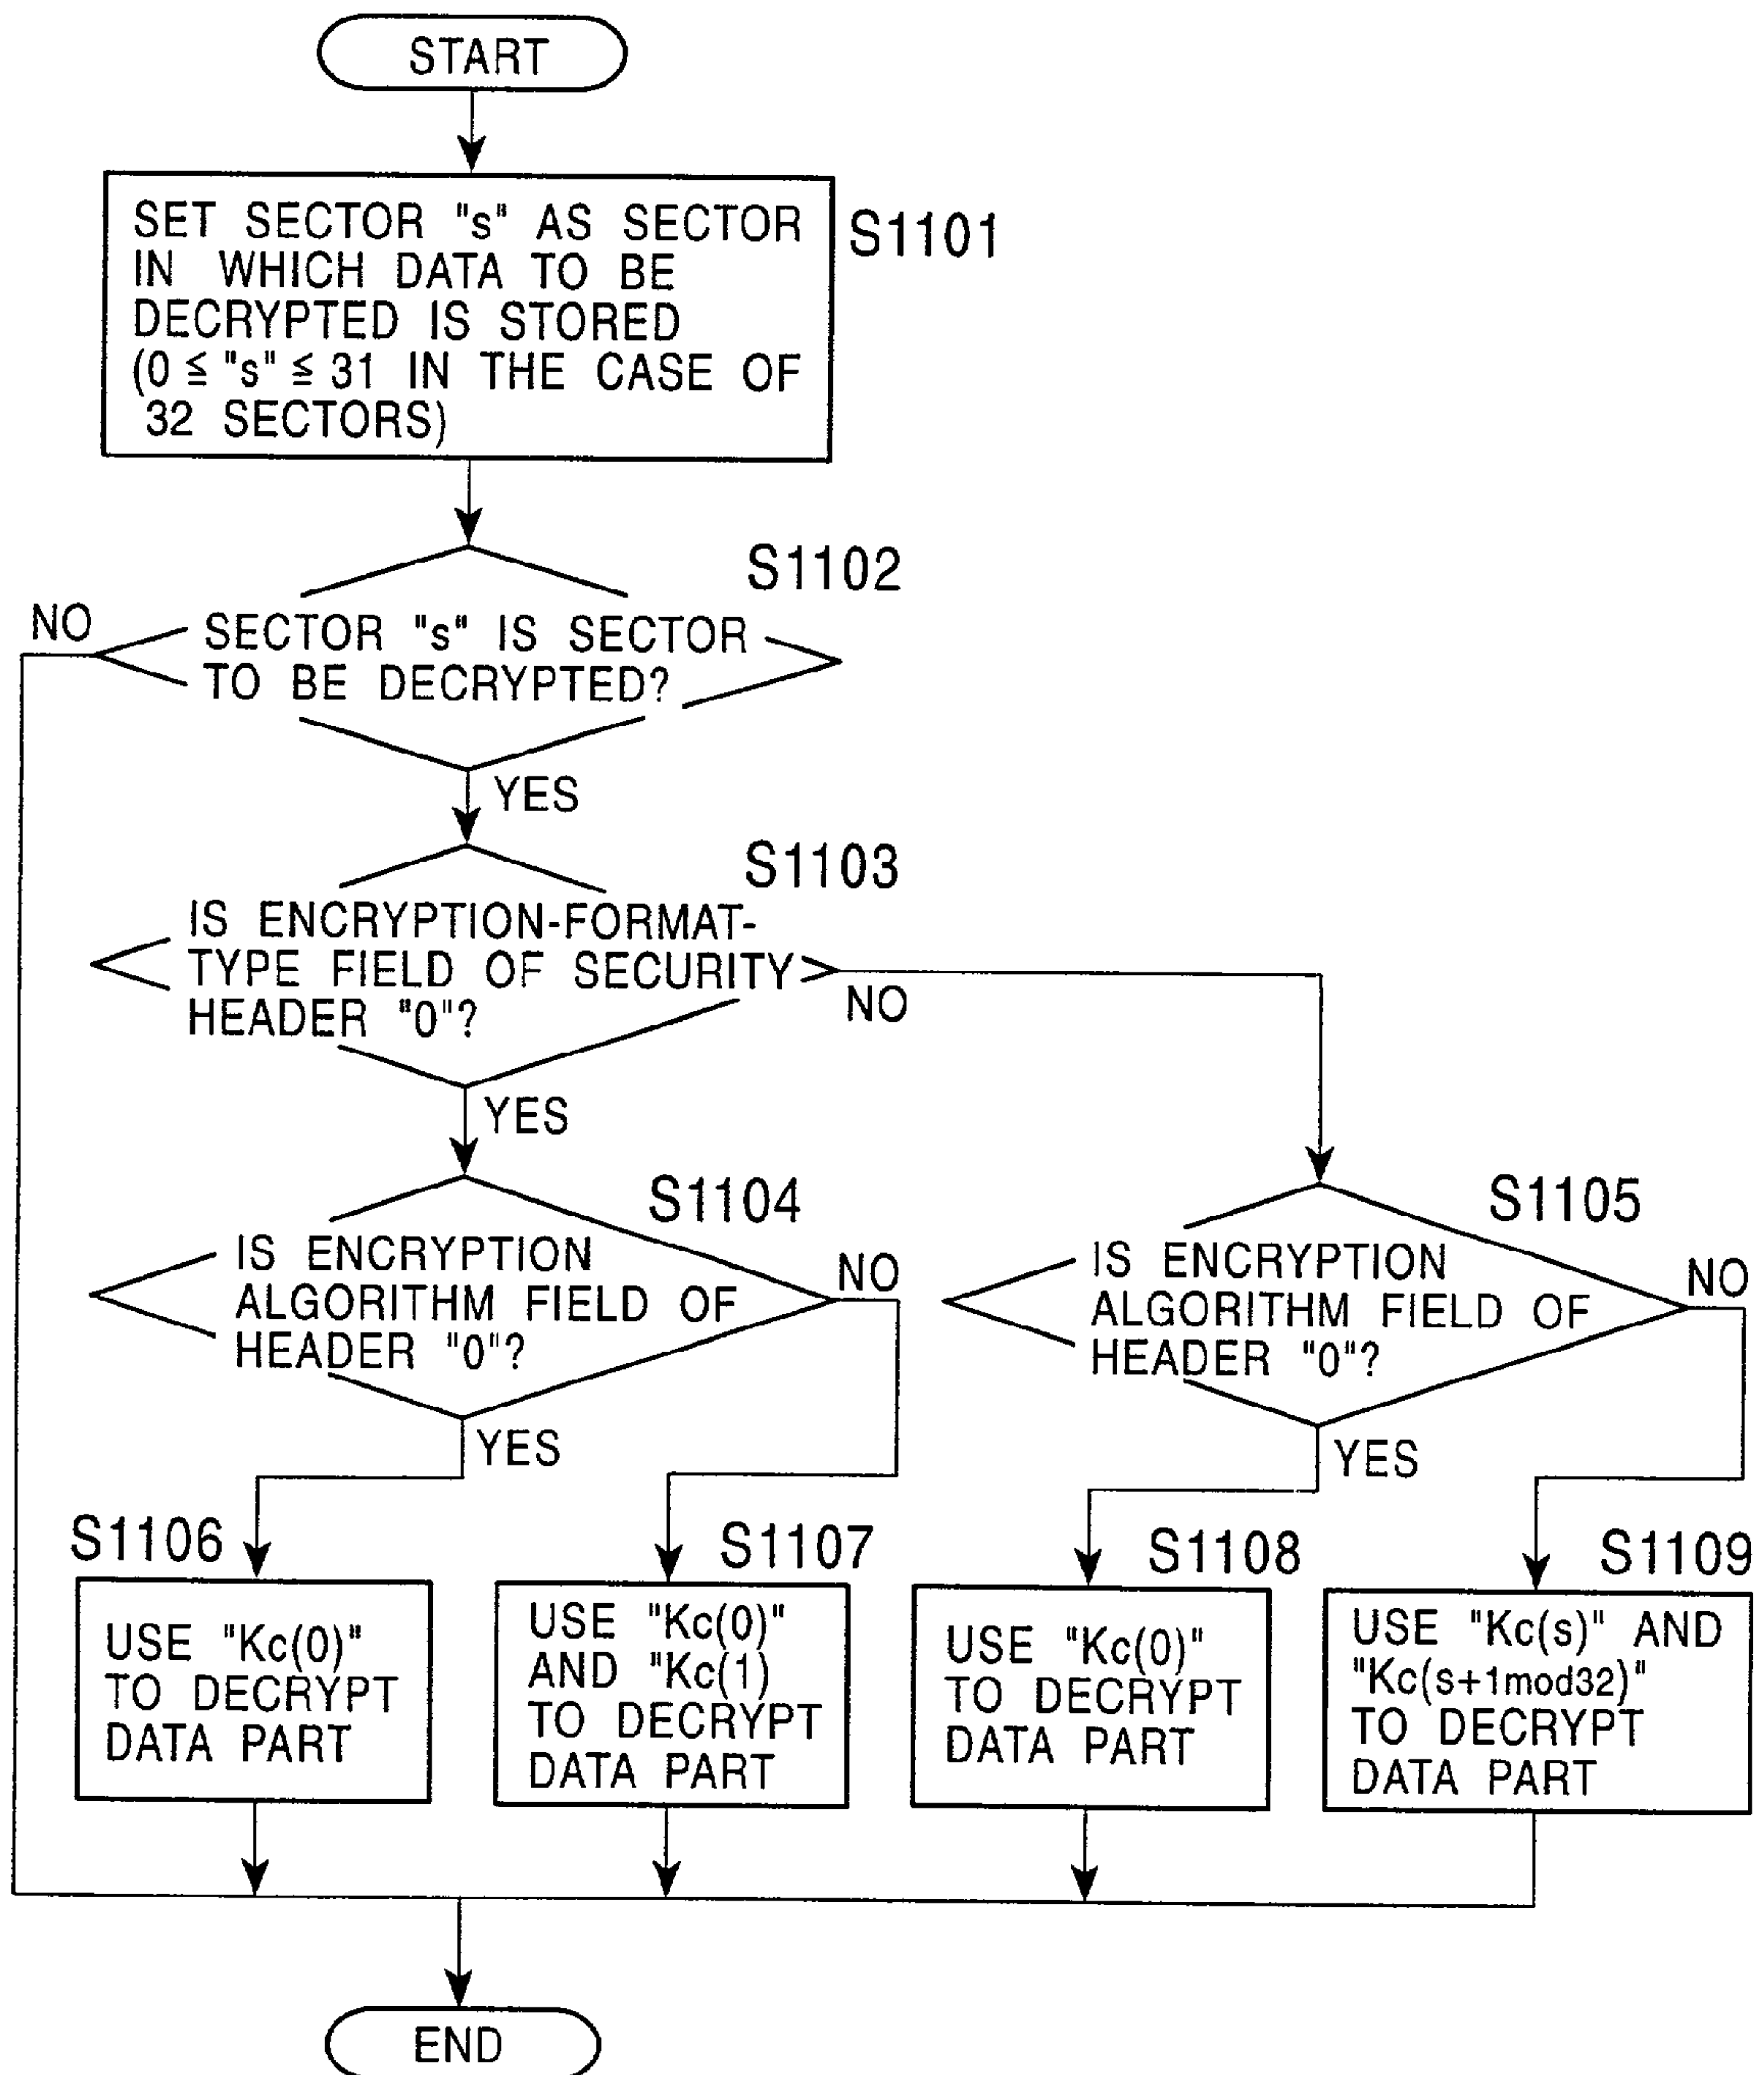 START
SET SECTOR "s" AS SECTOR
IN WHICH DATA TO BE
DECRYPTED IS STORED
(0 ≦ "s" ≦ 31 IN THE CASE OF
32 SECTORS)
S1101
S1102
NO
SECTOR "s" IS SECTOR
TO BE DECRYPTED?
YES
S1103
IS ENCRYPTION-FORMAT-
TYPE FIELD OF SECURITY
HEADER "0"?
NO
YES
S1104
IS ENCRYPTION
ALGORITHM FIELD OF
HEADER "0"?
NO
YES
S1105
IS ENCRYPTION
ALGORITHM FIELD OF
HEADER "0"?
NO
YES
S1106
USE "Kc(0)"
TO DECRYPT
DATA PART
S1107
USE "Kc(0)"
AND "Kc(1)
TO DECRYPT
DATA PART
S1108
USE "Kc(0)"
TO DECRYPT
DATA PART
S1109
USE "Kc(s)" AND
"Kc(s+1mod32)"
TO DECRYPT
DATA PART
END